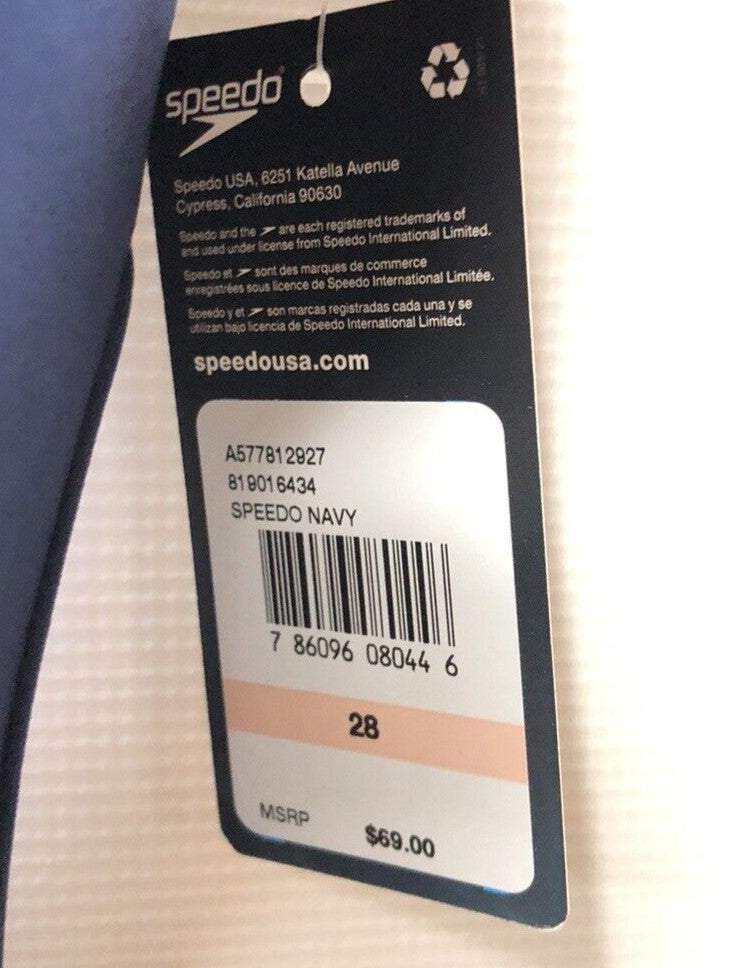 speedo
Speedo USA, 6251 Katella Avenue
Cypress, California 90630
Speedo and the are each registered trademarks of
and used under license from Speedo International Limited.
Speedo et sont des marques de commerce
enregistrées sous licence de Speedo International Limitée.
Speedo y et son marcas registradas cada una y se
utilizan bajo licencia de Speedo International Limited.
speedousa.com
A577812927
819016434
SPEEDO NAVY
7 86096 08044 6
28
MSRP $69.00